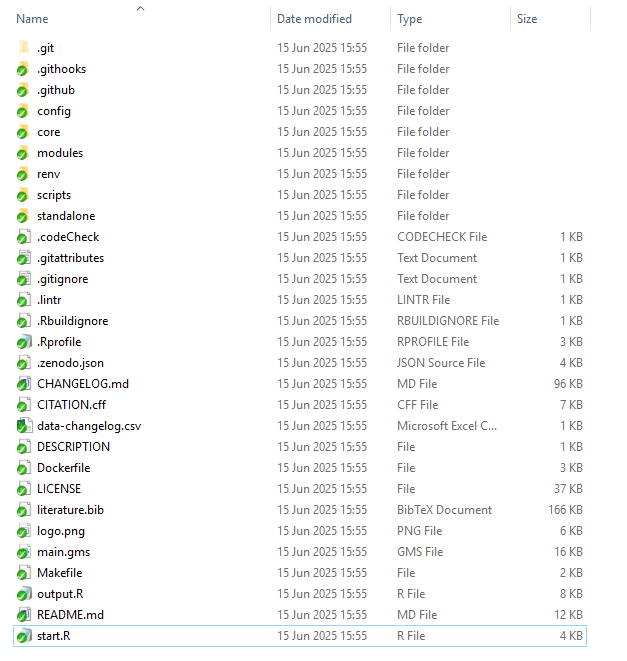 Name Date modified Type Size
.git 15 Jun 2025 15:55 File folder
.githooks 15 Jun 2025 15:55 File folder
.github 15 Jun 2025 15:55 File folder
config 15 Jun 2025 15:55 File folder
core 15 Jun 2025 15:55 File folder
modules 15 Jun 2025 15:55 File folder
renv 15 Jun 2025 15:55 File folder
scripts 15 Jun 2025 15:55 File folder
standalone 15 Jun 2025 15:55 File folder
.codeCheck 15 Jun 2025 15:55 CODECHECK File 1 KB
.gitattributes 15 Jun 2025 15:55 Text Document 1 KB
.gitignore 15 Jun 2025 15:55 Text Document 1 KB
.lintr 15 Jun 2025 15:55 LINTR File 1 KB
.Rbuildignore 15 Jun 2025 15:55 RBUILDIGNORE File 1 KB
.Rprofile 15 Jun 2025 15:55 RPROFILE File 3 KB
.zenodo.json 15 Jun 2025 15:55 JSON Source File 4 KB
CHANGELOG.md 15 Jun 2025 15:55 MD File 96 KB
CITATION.cff 15 Jun 2025 15:55 CFF File 7 KB
data-changelog.csv 15 Jun 2025 15:55 Microsoft Excel C... 1 KB
DESCRIPTION 15 Jun 2025 15:55 File 1 KB
Dockerfile 15 Jun 2025 15:55 File 3 KB
LICENSE 15 Jun 2025 15:55 File 37 KB
literature.bib 15 Jun 2025 15:55 BibTeX Document 166 KB
logo.png 15 Jun 2025 15:55 PNG File 6 KB
main.gms 15 Jun 2025 15:55 GMS File 16 KB
Makefile 15 Jun 2025 15:55 File 2 KB
output.R 15 Jun 2025 15:55 R File 8 KB
README.md 15 Jun 2025 15:55 MD File 12 KB
start.R 15 Jun 2025 15:55 R File 4 KB